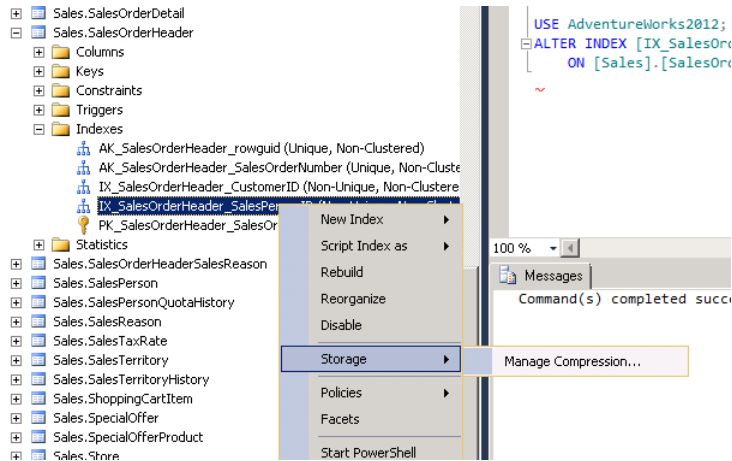 Sales.SalesOrderDetail
Sales.SalesOrderHeader
Columns
Keys
Constraints
Triggers
Indexes
AK_SalesOrderHeader_rowguid (Unique, Non-Clustered)
AK_SalesOrderHeader_SalesOrderNumber (Unique, Non-Cluste
IX_SalesOrderHeader_CustomerID (Non-Unique, Non-Clustere
IX_SalesOrderHeader_SalesPe
PK_SalesOrderHeader_SalesOr
Statistics
Sales.SalesOrderHeaderSalesReason
Sales.SalesPerson
Sales.SalesPersonQuotaHistory
Sales.SalesReason
Sales.SalesTaxRate
Sales.SalesTerritory
Sales.SalesTerritoryHistory
Sales.ShoppingCartItem
Sales.SpecialOffer
Sales.SpecialOfferProduct
Sales.Store
New Index
Script Index as
Rebuild
Reorganize
Disable
Storage
Policies
Facets
Start PowerShell
Manage Compression...
USE AdventureWorks2012;
ALTER INDEX [IX_SalesOrd
ON [Sales].[SalesOrd
100 %
Messages
Command(s) completed succe